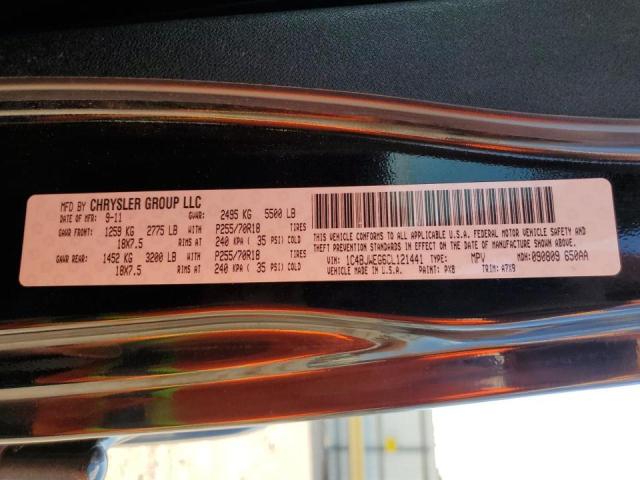 MFD BY CHRYSLER GROUP LLC
DATE OF MFR 9-11 GVWR: 2495 KG 5500 LB
GAWR FRONT: 1259 KG 2775 LB WITH P255/70R18 TIRES
18X7.5 RIMS AT 240 KPA ( 35 PSI) COLD
GAWR REAR: 1452 KG 3200 LB WITH P255/70R18 TIRES
18X7.5 RIMS AT 240 KPA ( 35 PSI) COLD
THIS VEHICLE CONFORMS TO ALL APPLICABLE U.S.A. FEDERAL MOTOR VEHICLE SAFETY
BUMPER AND THEFT PREVENTION STANDARDS IN EFFECT ON THE DATE OF MANUFACTURE SHOWN ABOVE.
VIN: 1C4BJWEG6CL121441 TYPE: MPV MDH: 090809 650AA
VEHICLE MADE IN U.S.A. PAINT: PX8 TRIM: A7X9